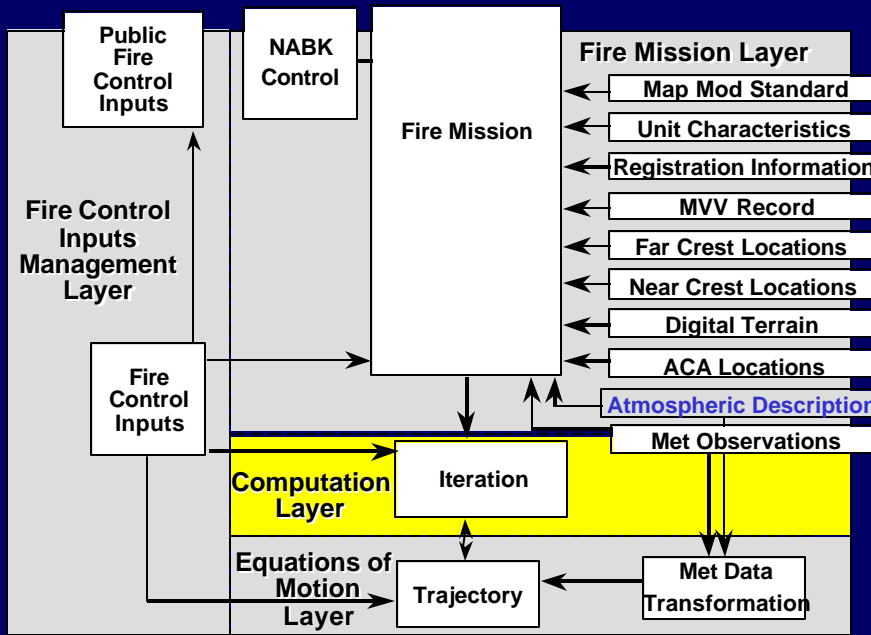 Public
Fire
Control
Inputs
NABK
Control
Fire Mission
Fire Mission Layer
Map Mod Standard
Unit Characteristics
Registration Information
MVV Record
Far Crest Locations
Near Crest Locations
Digital Terrain
ACA Locations
Atmospheric Description
Met Observations
Fire Control
Inputs
Management
Layer
Fire
Control
Inputs
Computation
Layer
Iteration
Equations of
Motion
Layer
Trajectory
Met Data
Transformation